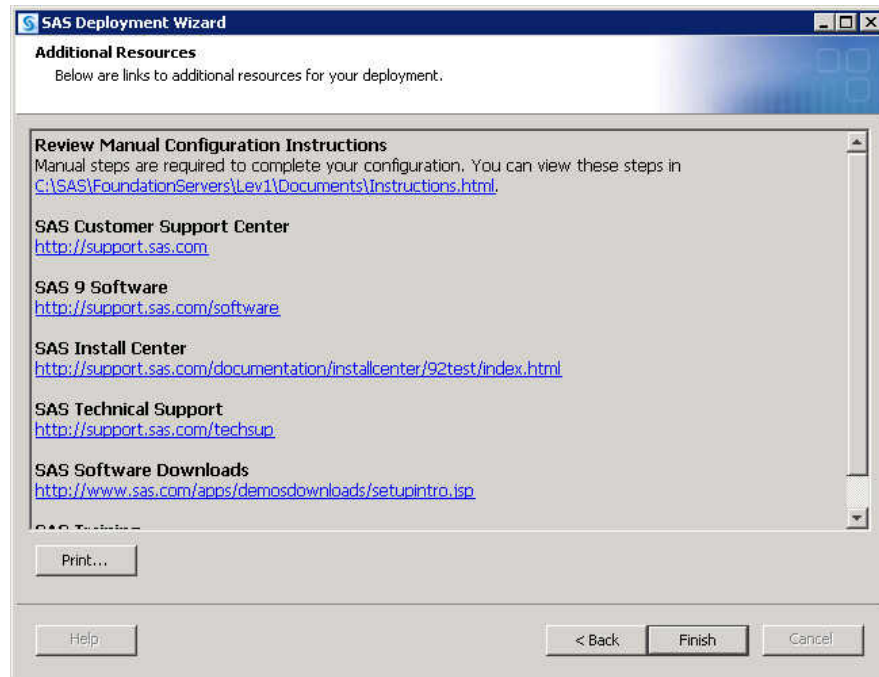 SAS Deployment Wizard
Additional Resources
Below are links to additional resources for your deployment.
Review Manual Configuration Instructions
Manual steps are required to complete your configuration. You can view these steps in
C:\SAS\FoundationServers\Lev1\Documents\Instructions.html.
SAS Customer Support Center
http://support.sas.com
SAS 9 Software
http://support.sas.com/software
SAS Install Center
http://support.sas.com/documentation/installcenter/92test/index.html
SAS Technical Support
http://support.sas.com/techsup
SAS Software Downloads
http://www.sas.com/apps/demosdownloads/setupintro.jsp
SAS Training
Print...
Help
< Back
Finish
Cancel